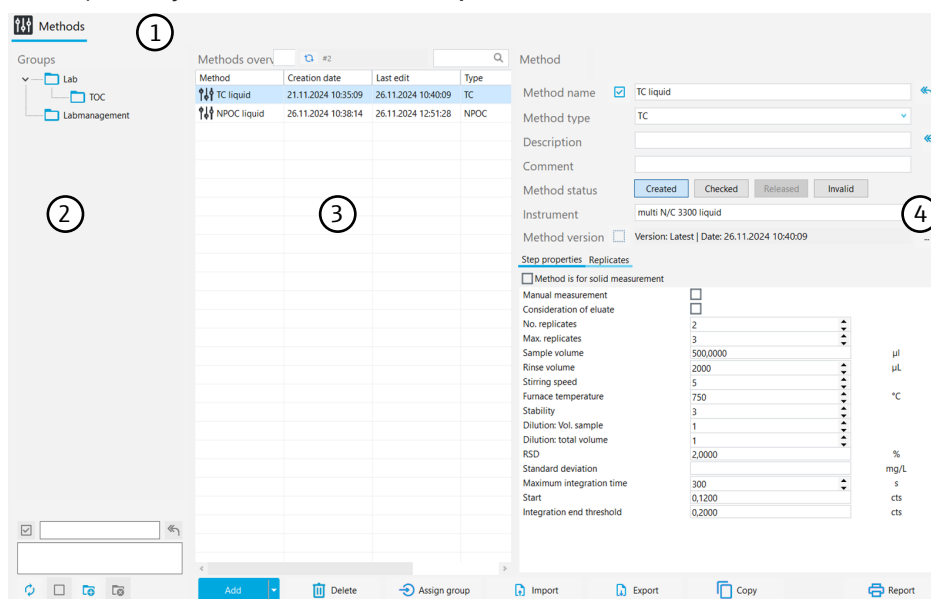 Methods
1
Groups
Lab
TOC
Labmanagement
2
Methods overv
#2
Method Creation date Last edit Type
TC liquid 21.11.2024 10:35:09 26.11.2024 10:40:09 TC
NPOC liquid 26.11.2024 10:38:14 26.11.2024 12:51:28 NPOC
3
Method
Method name TC liquid
Method type TC
Description
Comment
Method status Created Checked Released Invalid
Instrument multi N/C 3300 liquid
4
Method version Version: Latest | Date: 26.11.2024 10:40:09 ...
Step properties Replicates
Method is for solid measurement
Manual measurement
Consideration of eluate
No. replicates 2
Max. replicates 3
Sample volume 500,0000 µl
Rinse volume 2000 µL
Stirring speed 5
Furnace temperature 750 °C
Stability 3
Dilution: Vol. sample 1
Dilution: total volume 1
RSD 2,0000 %
Standard deviation mg/L
Maximum integration time 300 s
Start 0,1200 cts
Integration end threshold 0,2000 cts
Add Delete Assign group Import Export Copy Report